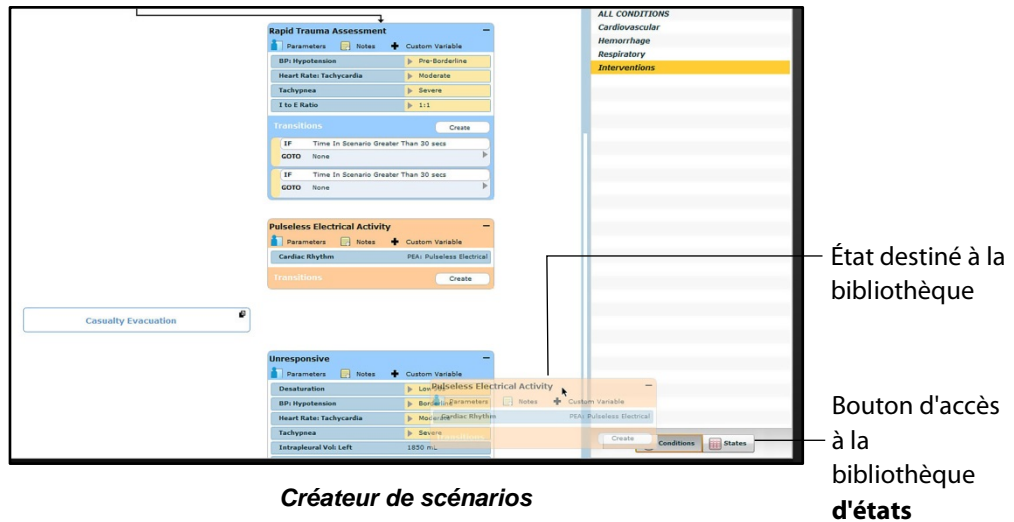 Rapid Trauma Assessment
Parameters Notes Custom Variable
BP: Hypotension Pre-Borderline
Heart Rate: Tachycardia Moderate
Tachypnea Severe
I to E Ratio 1:1
Transitions Create
IF Time In Scenario Greater Than 30 secs
GOTO None
IF Time In Scenario Greater Than 30 secs
GOTO None
Pulseless Electrical Activity
Parameters Notes Custom Variable
Cardiac Rhythm PEA: Pulseless Electrical
Transitions Create
Casualty Evacuation
Unresponsive
Parameters Notes Custom Variable
Desaturation
BP: Hypotension Borderline
Heart Rate: Tachycardia Moderate
Tachypnea Severe
Intrapleural Vol: Left 1850 mL
Pulseless Electrical Activity
Parameters Notes Custom Variable
Cardiac Rhythm PEA: Pulseless Electrical
Transitions
Create
ALL CONDITIONS
Cardiovascular
Hemorrhage
Respiratory
Interventions
Conditions States
État destiné à la
bibliothèque
Bouton d'accès
à la
bibliothèque
d'états
Créateur de scénarios